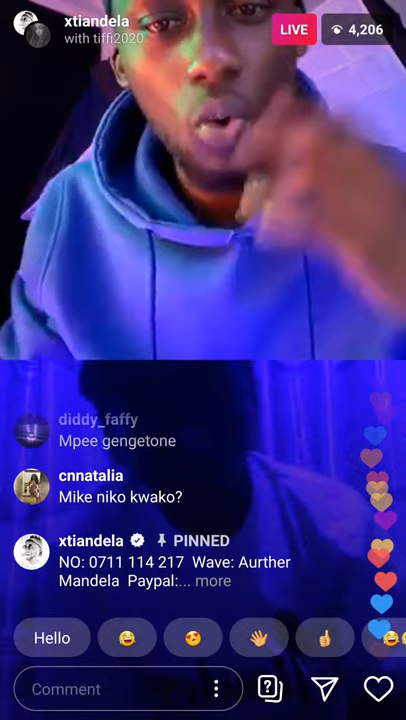 xtiandela
with tiffi2020
LIVE
4,206
diddy_faffy
Mpee gengetone
cnnatalia
Mike niko kwako?
xtiandela PINNED
NO: 0711 114 217 Wave: Aurther
Mandela Paypal:... more
Hello
Comment